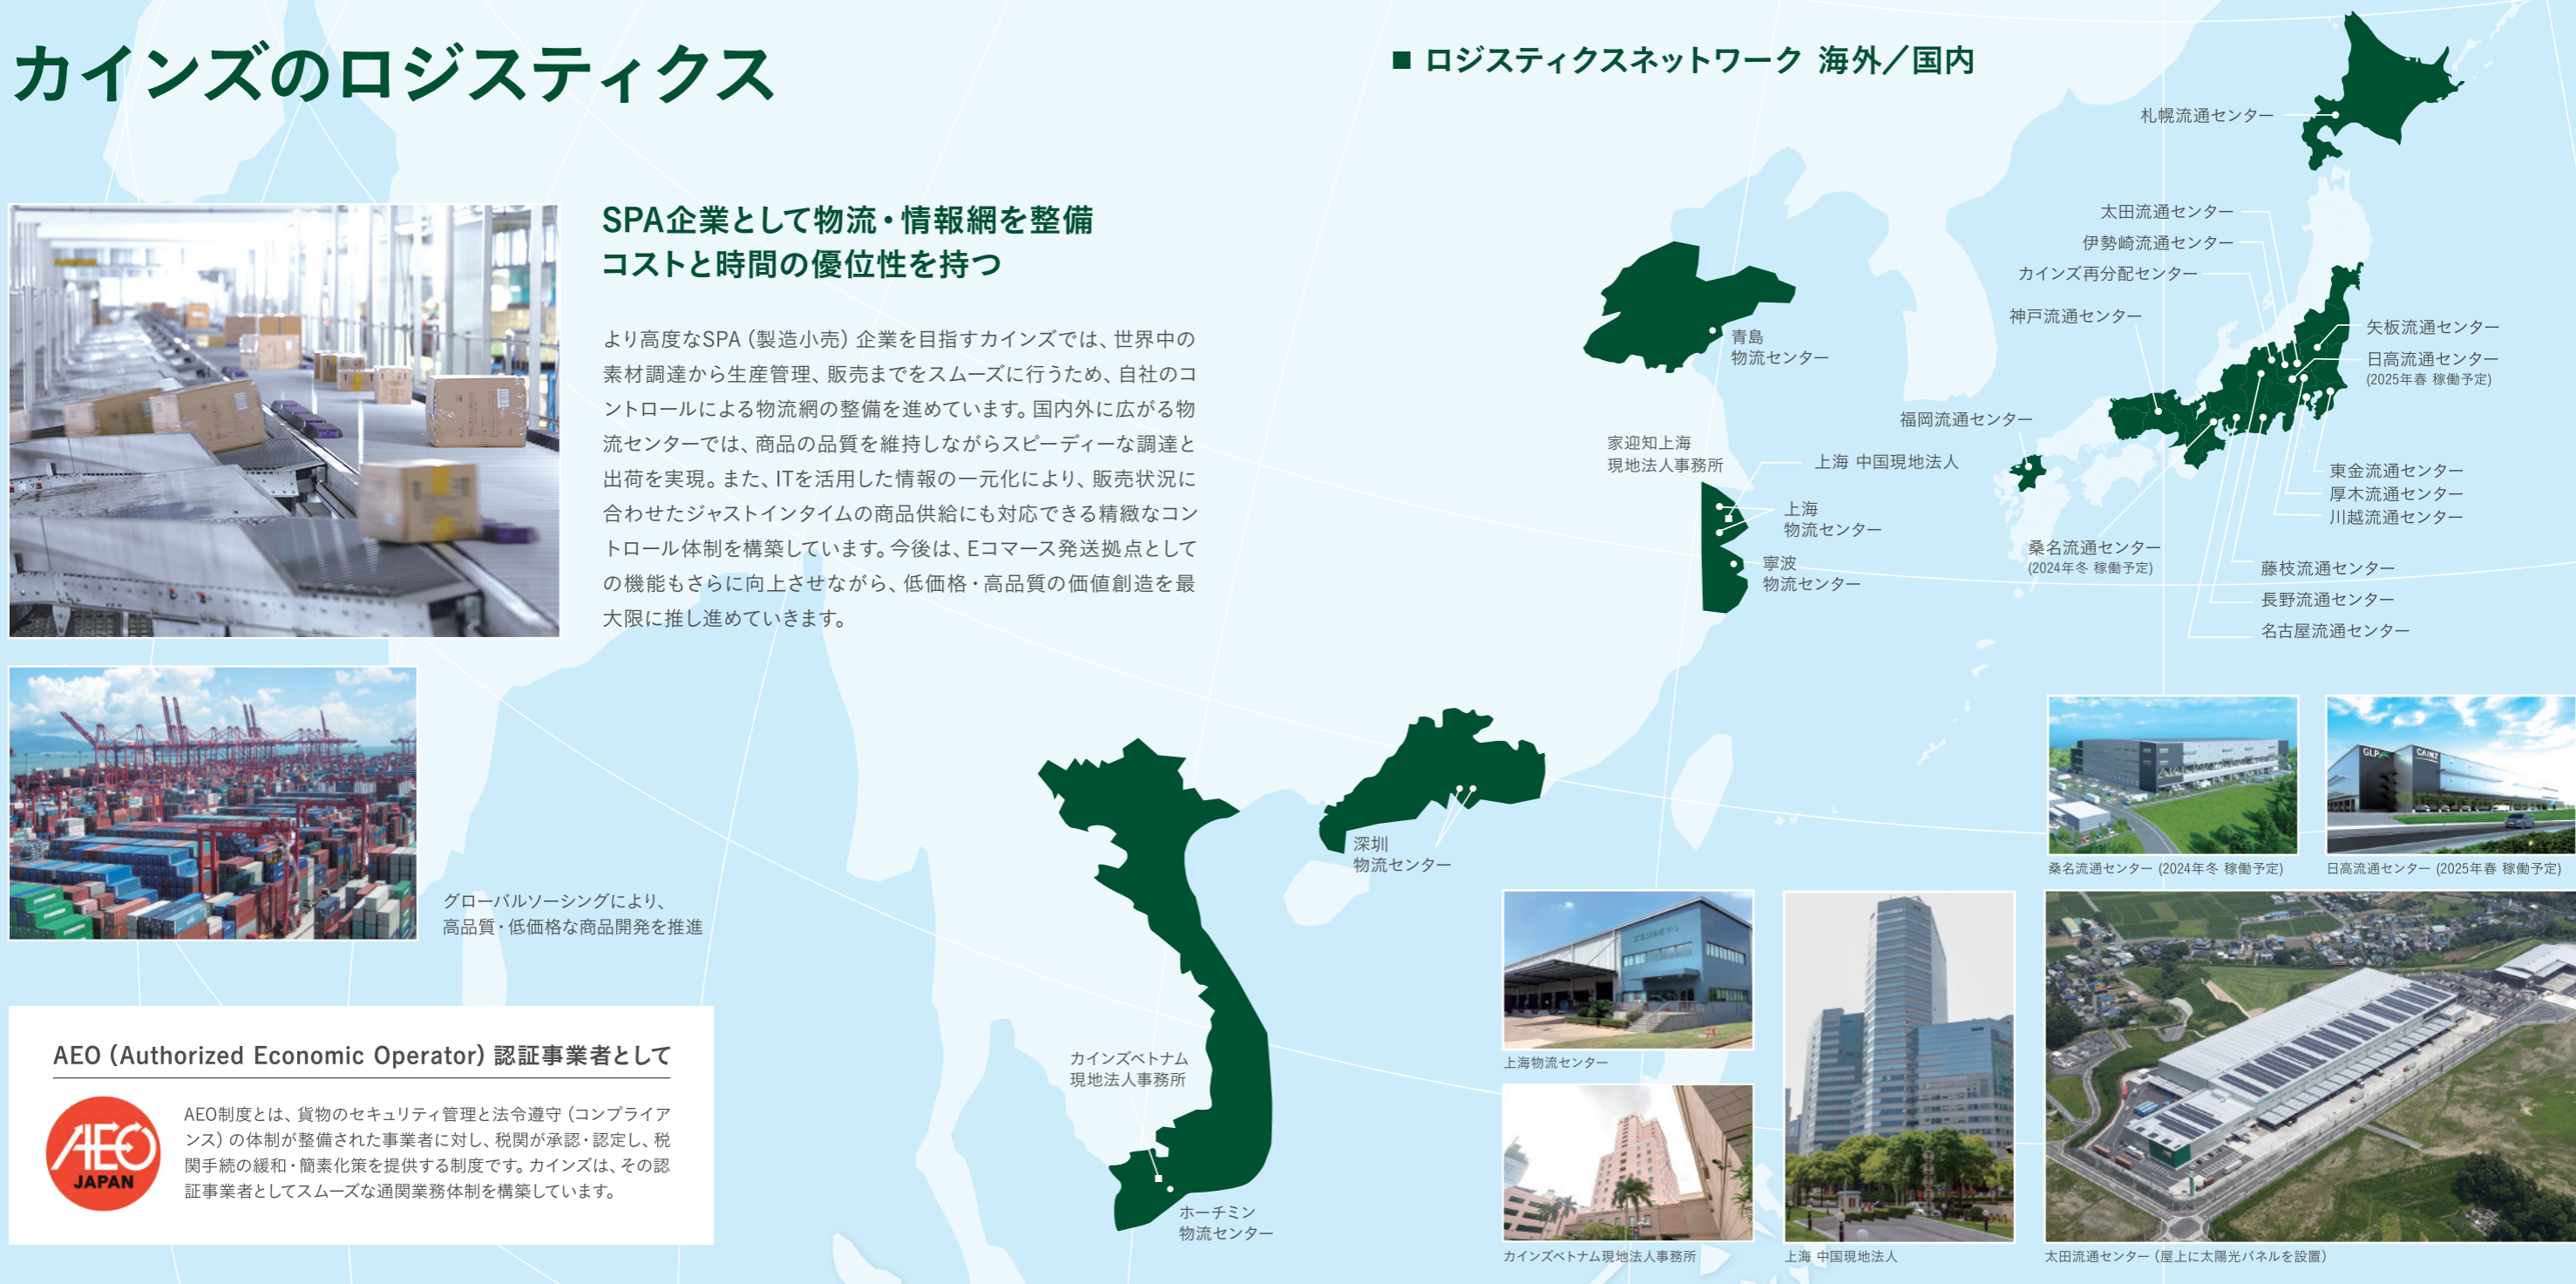 カインズのロジスティクス
SPA企業として物流・情報網を整備
コストと時間の優位性を持つ
より高度なSPA（製造小売）企業を目指すカインズでは、世界中の
素材調達から生産管理、販売までをスムーズに行うため、自社のコ
ントロールによる物流網の整備を進めています。国内外に広がる物
流センターでは、商品の品質を維持しながらスピーディーな調達と
出荷を実現。また、ITを活用した情報の一元化により、販売状況に
合わせたジャストインタイムの商品供給にも対応できる精緻なコン
トロール体制を構築しています。今後は、Eコマース発送拠点として
の機能もさらに向上させながら、低価格・高品質の価値創造を最
大限に推し進めていきます。
グローバルソーシングにより、
高品質・低価格な商品開発を推進
AEO（Authorized Economic Operator）認証事業者として
AEO
JAPAN
AEO制度とは、貨物のセキュリティ管理と法令遵守（コンプライア
ンス）の体制が整備された事業者に対し、税関が承認・認定し、税
関手続の緩和・簡素化策を提供する制度です。カインズは、その認
証事業者としてスムーズな通関業務体制を構築しています。
■ ロジスティクスネットワーク 海外／国内
札幌流通センター
太田流通センター
伊勢崎流通センター
カインズ再分配センター
神戸流通センター
矢板流通センター
日高流通センター
(2025年春 稼働予定)
福岡流通センター
東金流通センター
厚木流通センター
川越流通センター
桑名流通センター
(2024年冬 稼働予定)
藤枝流通センター
長野流通センター
名古屋流通センター
青島
物流センター
家迎知上海
現地法人事務所
上海 中国現地法人
上海
物流センター
寧波
物流センター
深圳
物流センター
カインズベトナム
現地法人事務所
ホーチミン
物流センター
GLP
CAINZ
桑名流通センター (2024年冬 稼働予定)
日高流通センター (2025年春 稼働予定)
上海物流センター
カインズベトナム現地法人事務所
上海 中国現地法人
太田流通センター（屋上に太陽光パネルを設置）